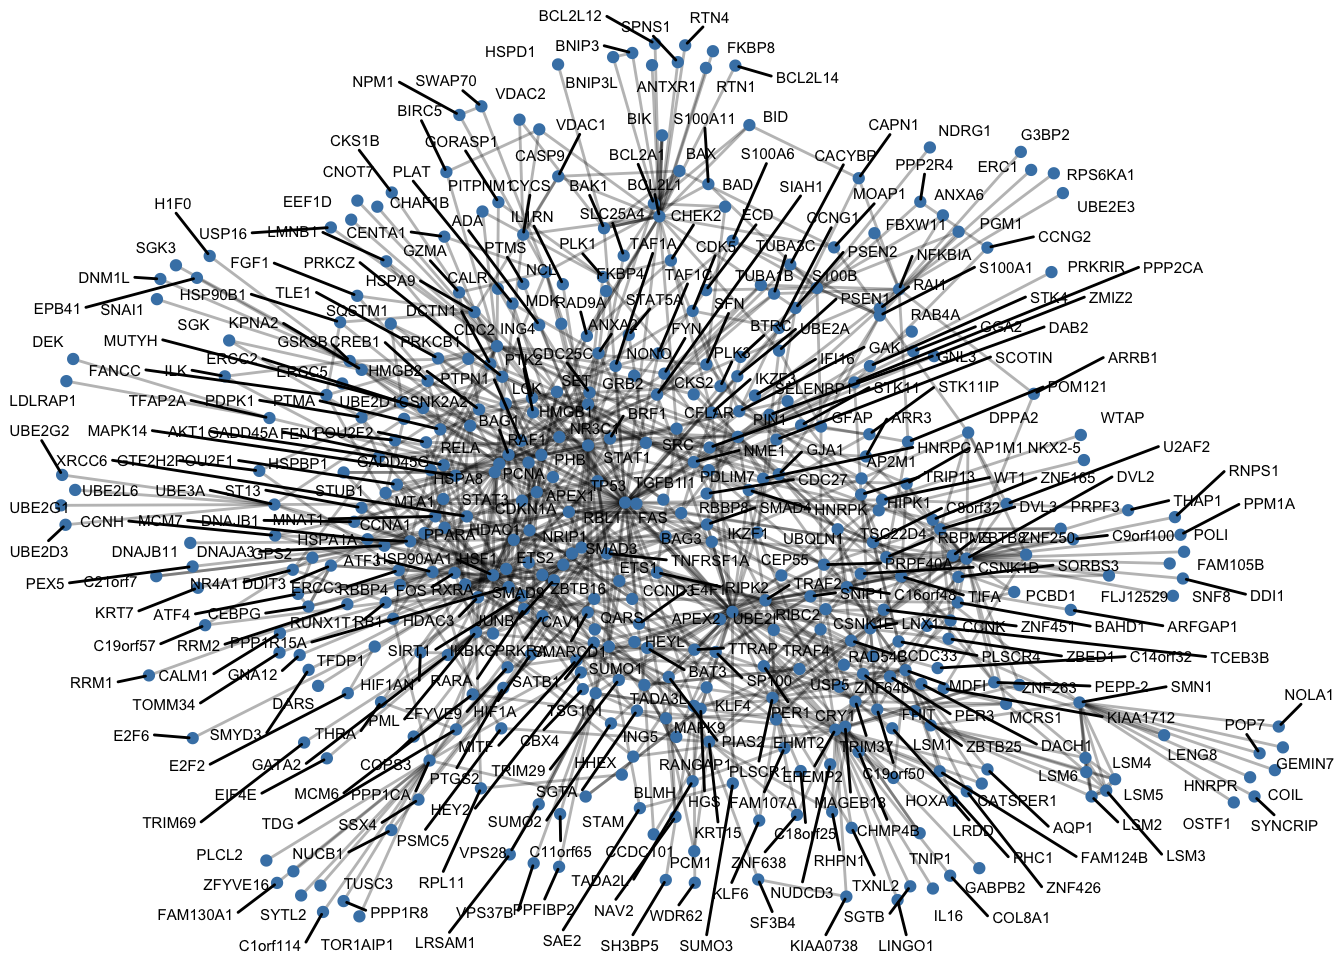 BCL2L12
SPNS1
RTN4
HSPD1
BNIP3
FKBP8
NPM1
SWAP70
VDAC2
BNIP3L
ANTXR1
RTN1
BCL2L14
BIRC5
GORASP1
VDAC1
BIK
S100A11
BID
CAPN1
NDRG1
G3BP2
CKS1B
CNOT7
PLAT
CASP9
BCL2A1
BAX
S100A6
CACYBP
PPP2R4
ERC1
RPS6KA1
H1F0
EEF1D
CHAF1B
PITPNM1
CYCS
BAK1
BCL2L1
BAD
SIAH1
MOAP1
ANXA6
UBE2E3
USP16
LMNB1
CENTA1
ADA
IL1RN
SLC25A4
CHEK2
ECD
CCNG1
FBXW11
PGM1
CCNG2
SGK3
GZMA
PTMS
PLK1
TAF1A
CDK5
TUBA3C
PSEN2
NFKBIA
DNM1L
FGF1
PRKCZ
HSPA9
CALR
NCL
FKBP4
TAF1C
TUBA1B
S100B
S100A1
PRKRIR
PPP2CA
EPB41
SNAI1
HSP90B1
TLE1
SQSTM1
DCTN1
MDK
RAD9A
STAT5A
SFN
PSEN1
RAI1
STK4
ZMIZ2
DEK
MUTYH
SGK
KPNA2
GSK3B
CREB1
PRKCB1
CDC2
ING4
ANXA2
FYN
BTRC
UBE2A
RAB4A
GGA2
DAB2
FANCC
ILK
ERCC2
ERCC5
HMGB2
PTPN1
PTK2
CDC25C
NONO
PLK3
IFI16
GAK
GNL3
SCOTIN
ARRB1
LDLRAP1
TFAP2A
PDPK1
PTMA
UBE2D1
CSNK2A2
LCK
SET
GRB2
CKS2
IKZF3
SELENBP1
STK11
STK11IP
POM121
UBE2G2
MAPK14
AKT1
GADD45A
FEN1
POU2F2
BAG1
HMGB1
BRF1
CFLAR
PIN1
GFAP
ARR3
DPPA2
WTAP
XRCC6
GTF2H2
POU2F1
HSPBP1
RELA
RAF1
NR3C1
SRC
NME1
GJA1
HNRPC
AP1M1
NKX2-5
U2AF2
UBE2L6
UBE3A
ST13
STUB1
GADD45G
HSPA8
PCNA
PHB
STAT1
TGFB1I1
PDLIM7
CDC27
AP2M1
TRIP13
WT1
ZNF165
DVL2
RNPS1
UBE2G1
CCNH
MCM7
DNAJB1
MNAT1
MTA1
CCNA1
STAT3
CDKN1A
APEX1
TP53
RBL1
FAS
RBBP8
SMAD4
HNRPK
HIPK1
C8orf32
DVL3
PRPF3
THAP1
PPM1A
UBE2D3
DNAJB11
DNAJA3
GPS2
HSPA1A
PPARA
HDAC1
NRIP1
SMAD3
BAG3
IKZF1
UBQLN1
TSC22D4
RBPMS
ZBTB8
ZNF250
C9orf100
POLI
PEX5
C21orf7
NR4A1
DDIT3
ATF3
HSP90AA1
HSF1
ETS2
ETS1
TNFRSF1A
CEP55
PRPF40A
CSNK1D
SORBS3
FAM105B
KRT7
ATF4
CEBPG
ERCC3
RBBP4
FOS
RXRA
SMAD9
ZBTB16
CCND3
E4F1
RIPK2
TRAF2
SNIP1
C16orf48
TIFA
PCBD1
FLJ12529
SNF8
DDI1
C19orf57
RRM2
PPP1R15A
RUNX1T1
RB1
HDAC3
JUNB
CAV1
QARS
APEX2
UBE2I
RIBC2
CSNK1E
LNX1
CCNK
ZNF451
BAHD1
ARFGAP1
RRM1
CALM1
GNA12
TFDP1
SIRT1
IKBKG
PRKRA
SMARCD1
HEYL
TTRAP
TRAF4
RAD54B
CDC33
PLSCR4
ZBED1
C14orf32
TCEB3B
TOMM34
DARS
HIF1AN
RARA
SATB1
SUMO1
BAT3
SP100
USP5
ZNF648
MDFI
ZNF263
PEPP-2
SMN1
NOLA1
E2F6
SMYD3
THRA
PML
ZFYVE9
HIF1A
TSG101
TADA3L
KLF4
PER1
CRY1
FHIT
PER3
MCRS1
KIAA1712
POP7
E2F2
GATA2
COPS3
MITF
CBX4
ING5
MAPK9
PIAS2
EHMT2
TRIM37
LSM1
ZBTB25
DACH1
LENG8
GEMIN7
EIF4E
MCM6
PPP1CA
PTGS2
TRIM29
HHEX
RANGAP1
PLSCR1
EFEMP2
C19orf50
LSM6
LSM4
HNRPR
COIL
TRIM69
TDG
SSX4
HEY2
SGTA
BLMH
HGS
FAM107A
MAGEB18
HOXA1
CATSPER1
LSM5
OSTF1
SYNCRIP
PLCL2
NUCB1
PSMC5
SUMO2
STAM
KRT15
C18orf25
CHMP4B
LRDD
AQP1
LSM2
LSM3
ZFYVE16
TUSC3
RPL11
VPS28
C11orf65
CCDC101
PCM1
ZNF638
RHPN1
TNIP1
PHC1
FAM124B
FAM130A1
SYTL2
PPP1R8
VPS37B
PPFIBP2
TADA2L
NAV2
WDR62
KLF6
NUDCD3
TXNL2
GABPB2
ZNF426
C1orf114
TOR1AIP1
LRSAM1
SAE2
SH3BP5
SUMO3
SF3B4
KIAA0738
SGTB
LINGO1
IL16
COL8A1